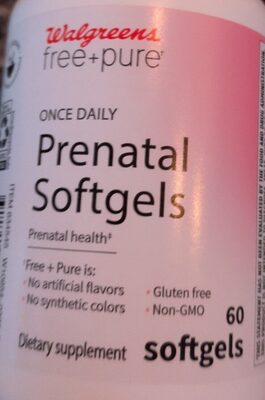 Walgreens
free+pure†
ONCE DAILY
Prenatal
Softgels
Prenatal health‡
†Free + Pure is:
• No artificial flavors
• No synthetic colors
• Gluten free
• Non-GMO
60
softgels
Dietary supplement